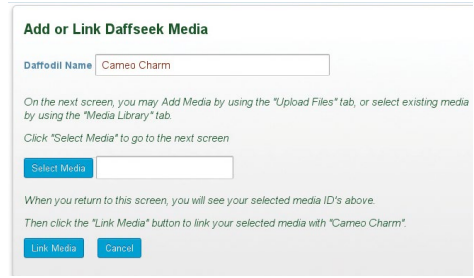 Add or Link Daffseek Media
Daffodil Name Cameo Charm
On the next screen, you may Add Media by using the "Upload Files" tab, or select existing media
by using the "Media Library" tab.
Click "Select Media" to go to the next screen
Select Media
When you return to this screen, you will see your selected media ID's above.
Then click the "Link Media" button to link your selected media with "Cameo Charm".
Link Media Cancel